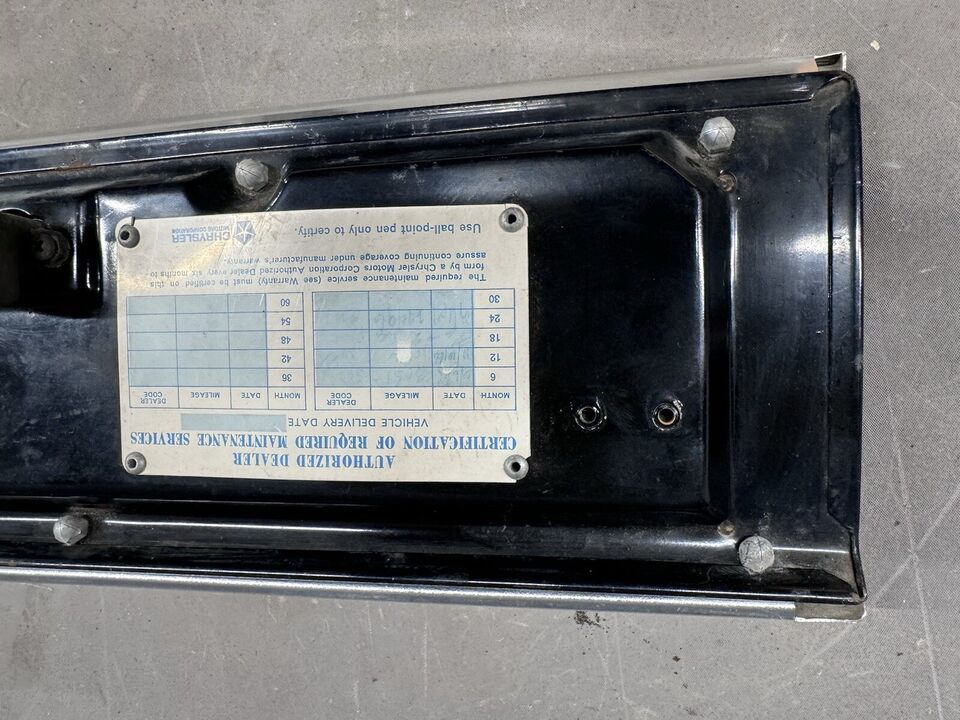 AUTHORIZED DEALER
CERTIFICATION OF REQUIRED MAINTENANCE SERVICES
VEHICLE DELIVERY DATE
MONTH DATE MILEAGE DEALER CODE MONTH DATE MILEAGE DEALER CODE
6 36
12 42
18 48
24 54
30 60
The required maintenance service (see Warranty) must be certified on this
form by a Chrysler Motors Corporation Authorized Dealer every six months to
assure continuing coverage under manufacturer's warranty.
Use ball-point pen only to certify.
CHRYSLER
MOTORS CORPORATION